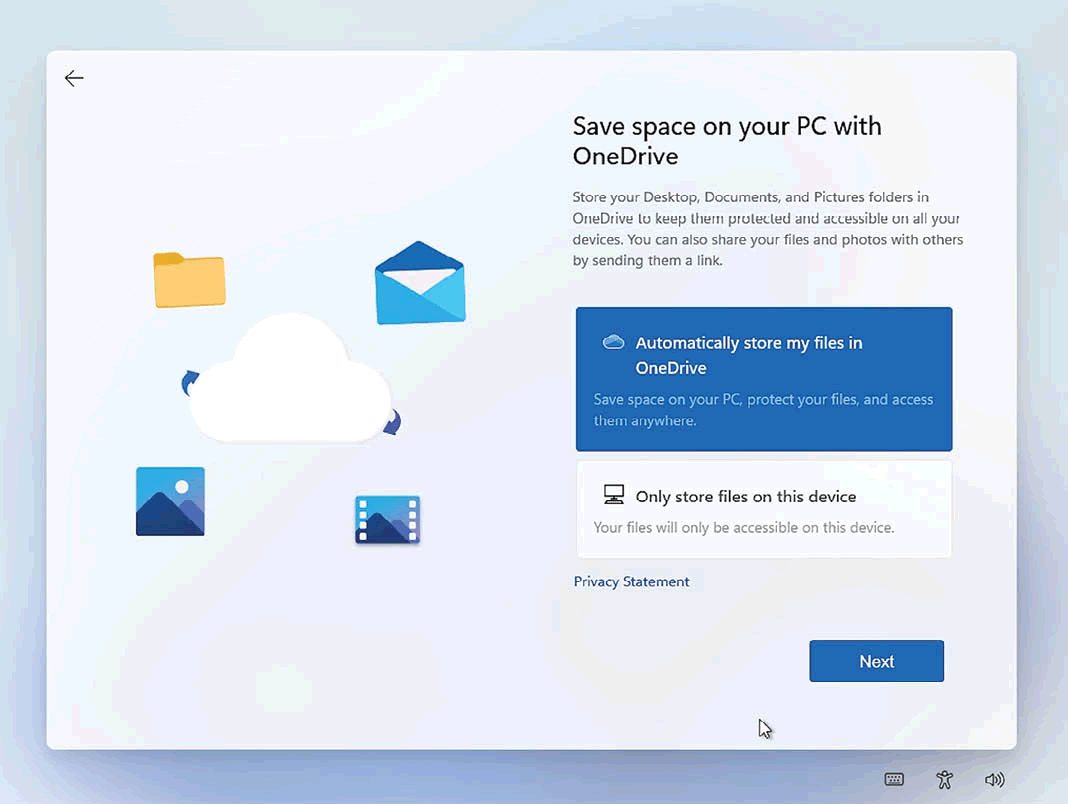 Save space on your PC with
OneDrive
Store your Desktop, Documents, and Pictures folders in
OneDrive to keep them protected and accessible on all your
devices. You can also share your files and photos with others
by sending them a link.
Automatically store my files in
OneDrive
Save space on your PC, protect your files, and access
them anywhere.
Only store files on this device
Your files will only be accessible on this device.
Privacy Statement
Next